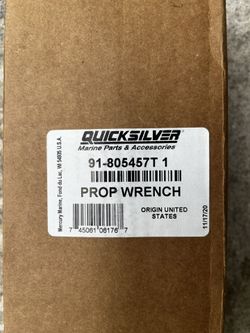 QUICKSILVER
Marine Parts & Accessories
91-805457T 1
PROP WRENCH
ORIGIN UNITED
STATES
7 45061 06176 7
11/17/20
Mercury Marine, Fond du Lac, WI 54935 U.S.A.